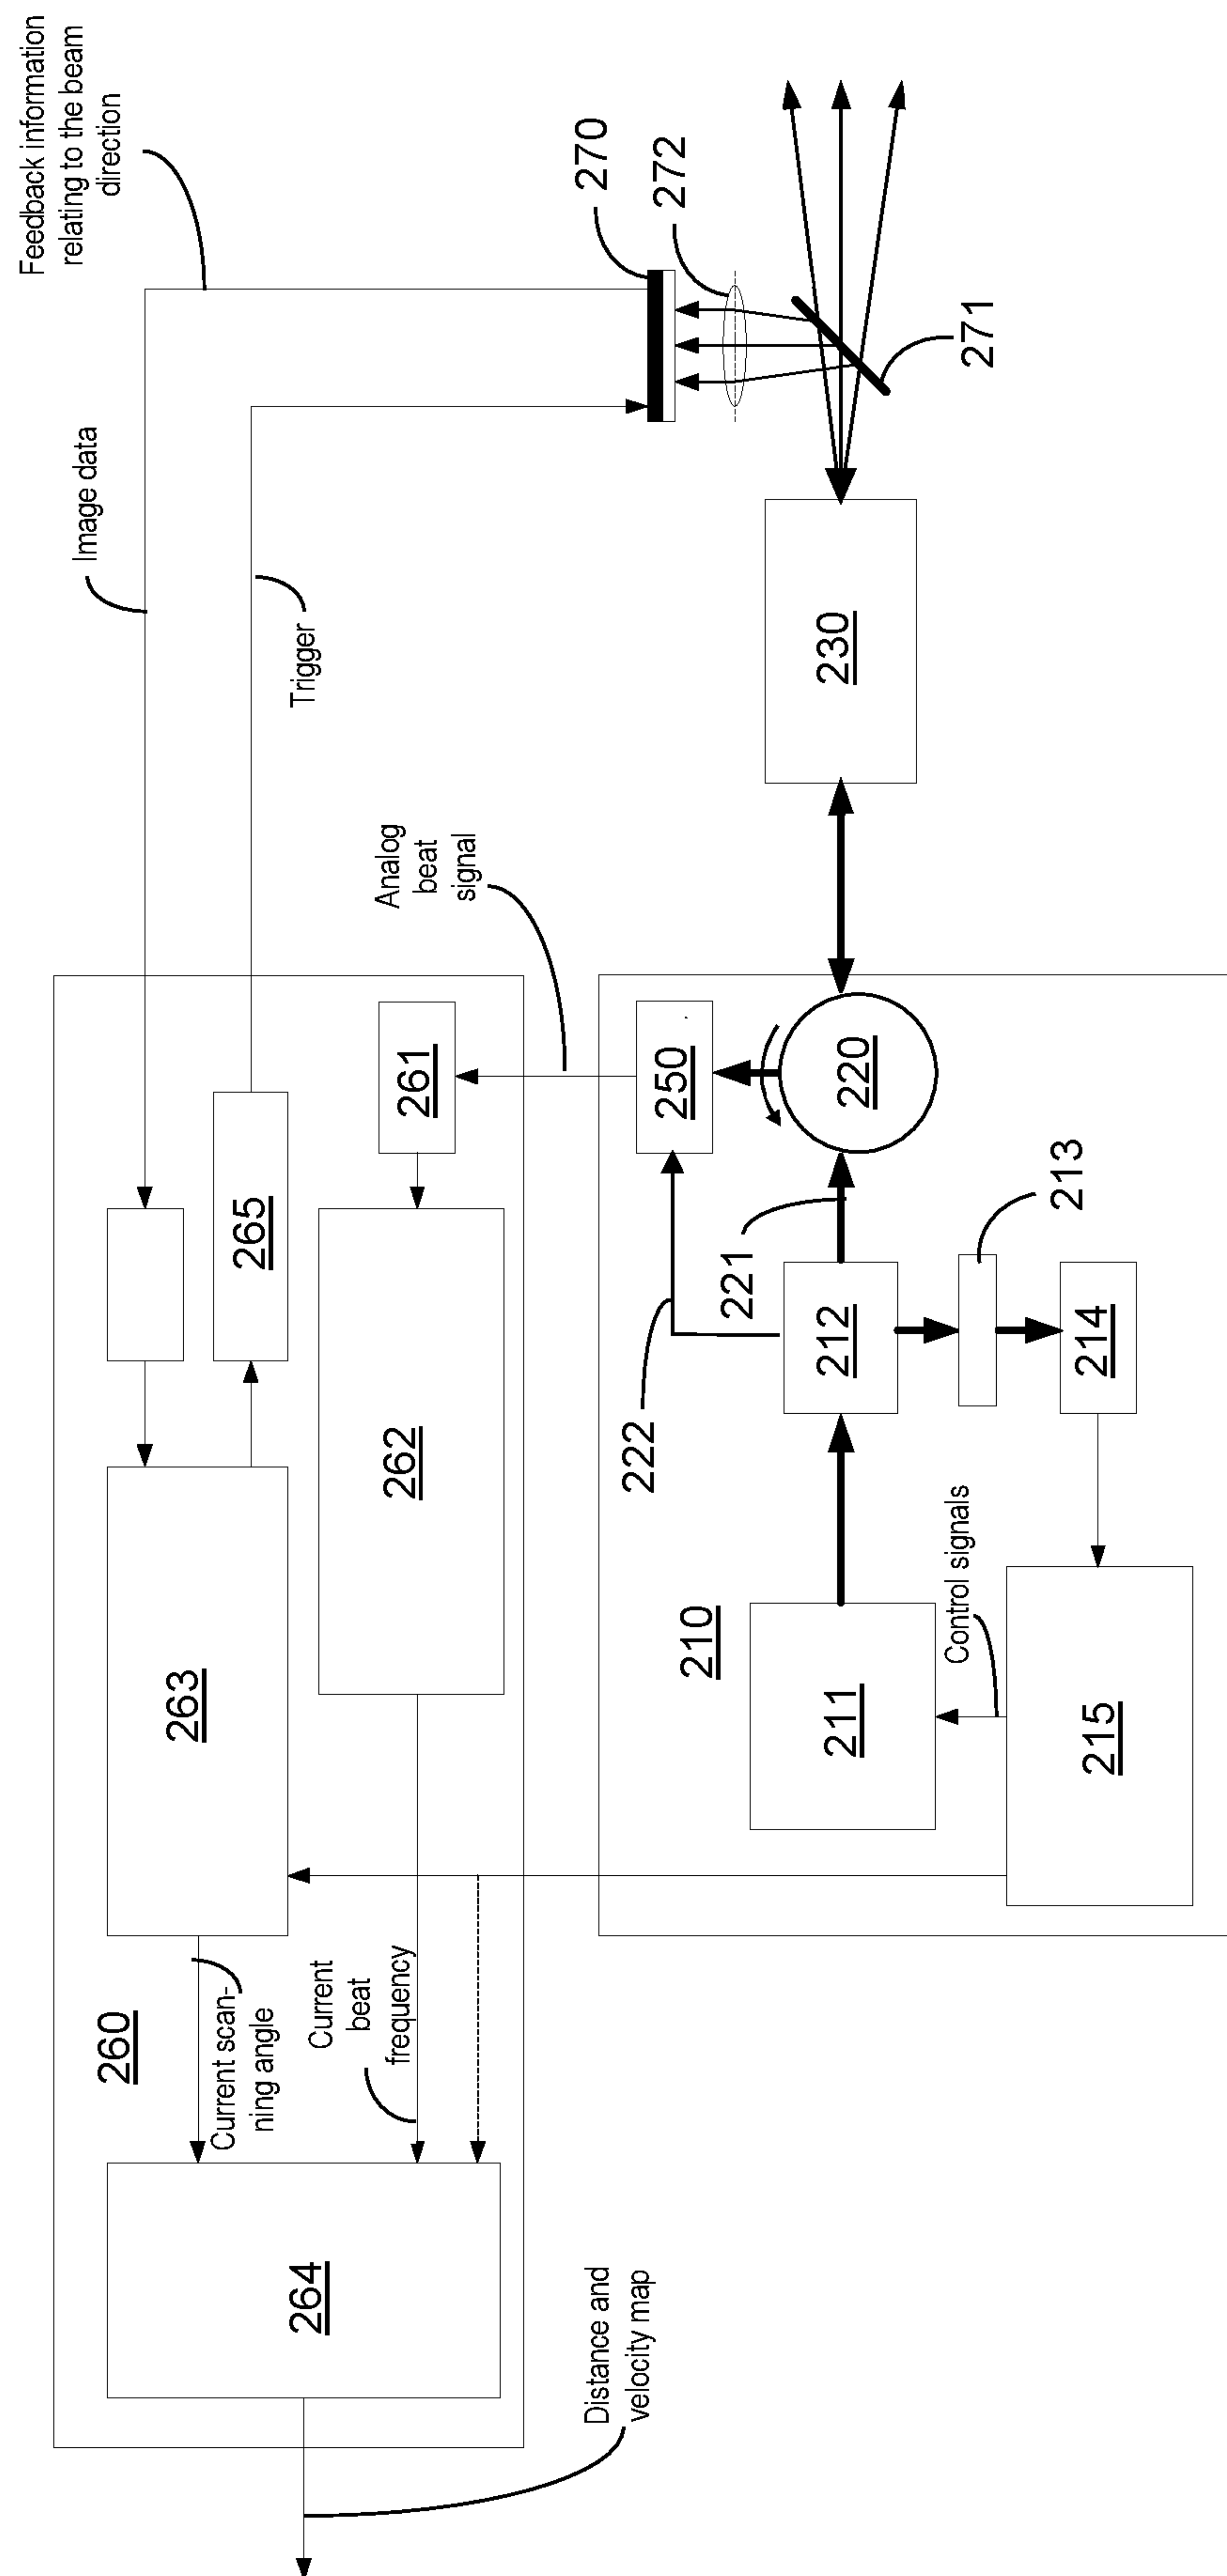 Feedback information
relating to the beam
direction
Image data
Trigger
270
272
271
230
Analog
beat
signal
261
265
263
262
260
Current scan-
ning angle
Current
beat
frequency
264
Distance and
velocity map
250
220
221
222
212
213
214
210
211
Control signals
215